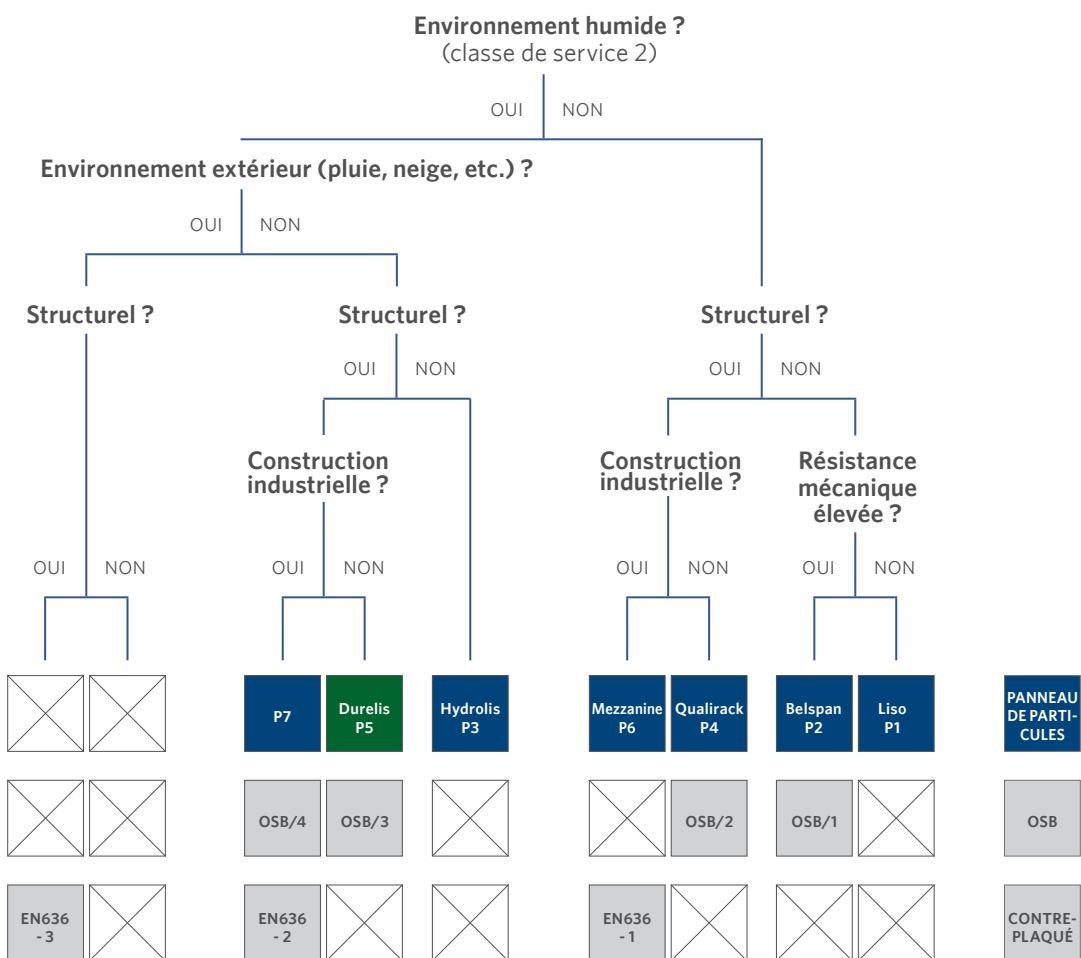 Environnement humide ?
(classe de service 2)
OUI NON
Environnement extérieur (pluie, neige, etc.) ?
OUI NON
Structurel ? Structurel ? Structurel ?
OUI NON OUI NON
Construction
industrielle ?
Construction
industrielle ?
Résistance
mécanique
élevée ?
OUI NON OUI NON OUI NON OUI NON
P7
Durelis
P5
Hydrolis
P3
Mezzanine
P6
Qualirack
P4
Belspan
P2
Liso
P1
PANNEAU
DE PARTI-
CULES
OSB/4 OSB/3 OSB/2 OSB/1 OSB
EN636
- 3
EN636
- 2
EN636
- 1
CONTRE-
PLAQUÉ